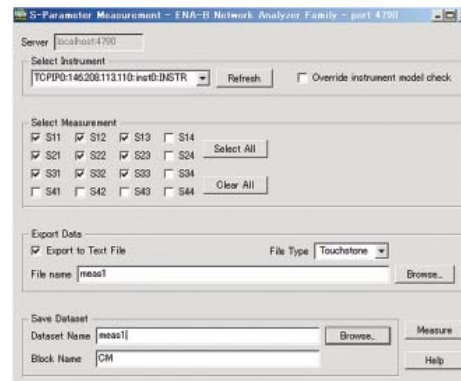 S-Parameter Measurement - ENA-B Network Analyzer Family - port 4790
Server localhost:4790
Select Instrument
TCPIP0:146.208.113.110:inst0:INSTR Refresh Override instrument model check
Select Measurement
S11 S12 S13 S14
S21 S22 S23 S24 Select All
S31 S32 S33 S34
S41 S42 S43 S44 Clear All
Export Data
Export to Text File File Type Touchstone
File name meas1 Browse...
Save Dataset
Dataset Name meas1 Browse... Measure
Block Name CM Help